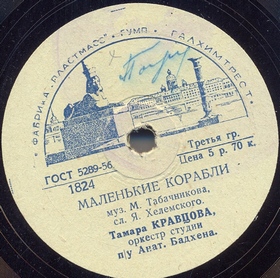 ФАБРИКА „ПЛАСТМАСС" ГУМП ГАЛХИМТРЕСТ
ГОСТ 5289-56
1824
Третья гр.
Цена 5 р. 70 к.
МАЛЕНЬКИЕ КОРАБЛИ
муз. М. Табачникова,
сл. Я. Хелемского.
Тамара КРАВЦОВА,
оркестр студии
п/у Анат. Бадхена.